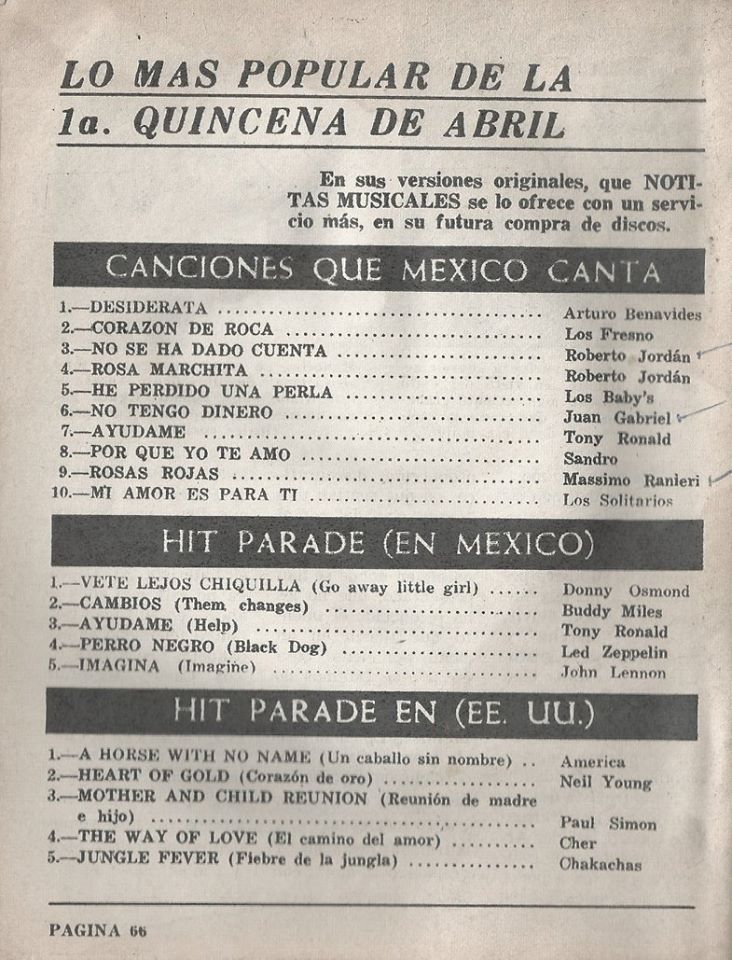 LO MAS POPULAR DE LA
1a. QUINCENA DE ABRIL
En sus versiones originales, que NOTI-
TAS MUSICALES se lo ofrece con un servi-
cio más, en su futura compra de discos.
CANCIONES QUE MEXICO CANTA
1.—DESIDERATA ........................................ Arturo Benavides
2.—CORAZON DE ROCA ................................ Los Fresno
3.—NO SE HA DADO CUENTA .......................... Roberto Jordán
4.—ROSA MARCHITA .................................. Roberto Jordán
5.—HE PERDIDO UNA PERLA .......................... Los Baby's
6.—NO TENGO DINERO ................................ Juan Gabriel
7.—AYUDAME ........................................ Tony Ronald
8.—POR QUE YO TE AMO .............................. Sandro
9.—ROSAS ROJAS .................................... Massimo Ranieri
10.—MI AMOR ES PARA TI ............................ Los Solitarios
HIT PARADE (EN MEXICO)
1.—VETE LEJOS CHIQUILLA (Go away little girl) ...... Donny Osmond
2.—CAMBIOS (Them changes) .......................... Buddy Miles
3.—AYUDAME (Help) .................................. Tony Ronald
4.—PERRO NEGRO (Black Dog) ........................ Led Zeppelin
5.—IMAGINA (Imagine) .............................. John Lennon
HIT PARADE EN (EE. UU.)
1.—A HORSE WITH NO NAME (Un caballo sin nombre) .. America
2.—HEART OF GOLD (Corazón de oro) .................. Neil Young
3.—MOTHER AND CHILD REUNION (Reunión de madre
e hijo) ............................................ Paul Simon
4.—THE WAY OF LOVE (El camino del amor) .......... Cher
5.—JUNGLE FEVER (Fiebre de la jungla) .............. Chakachas
PAGINA 66